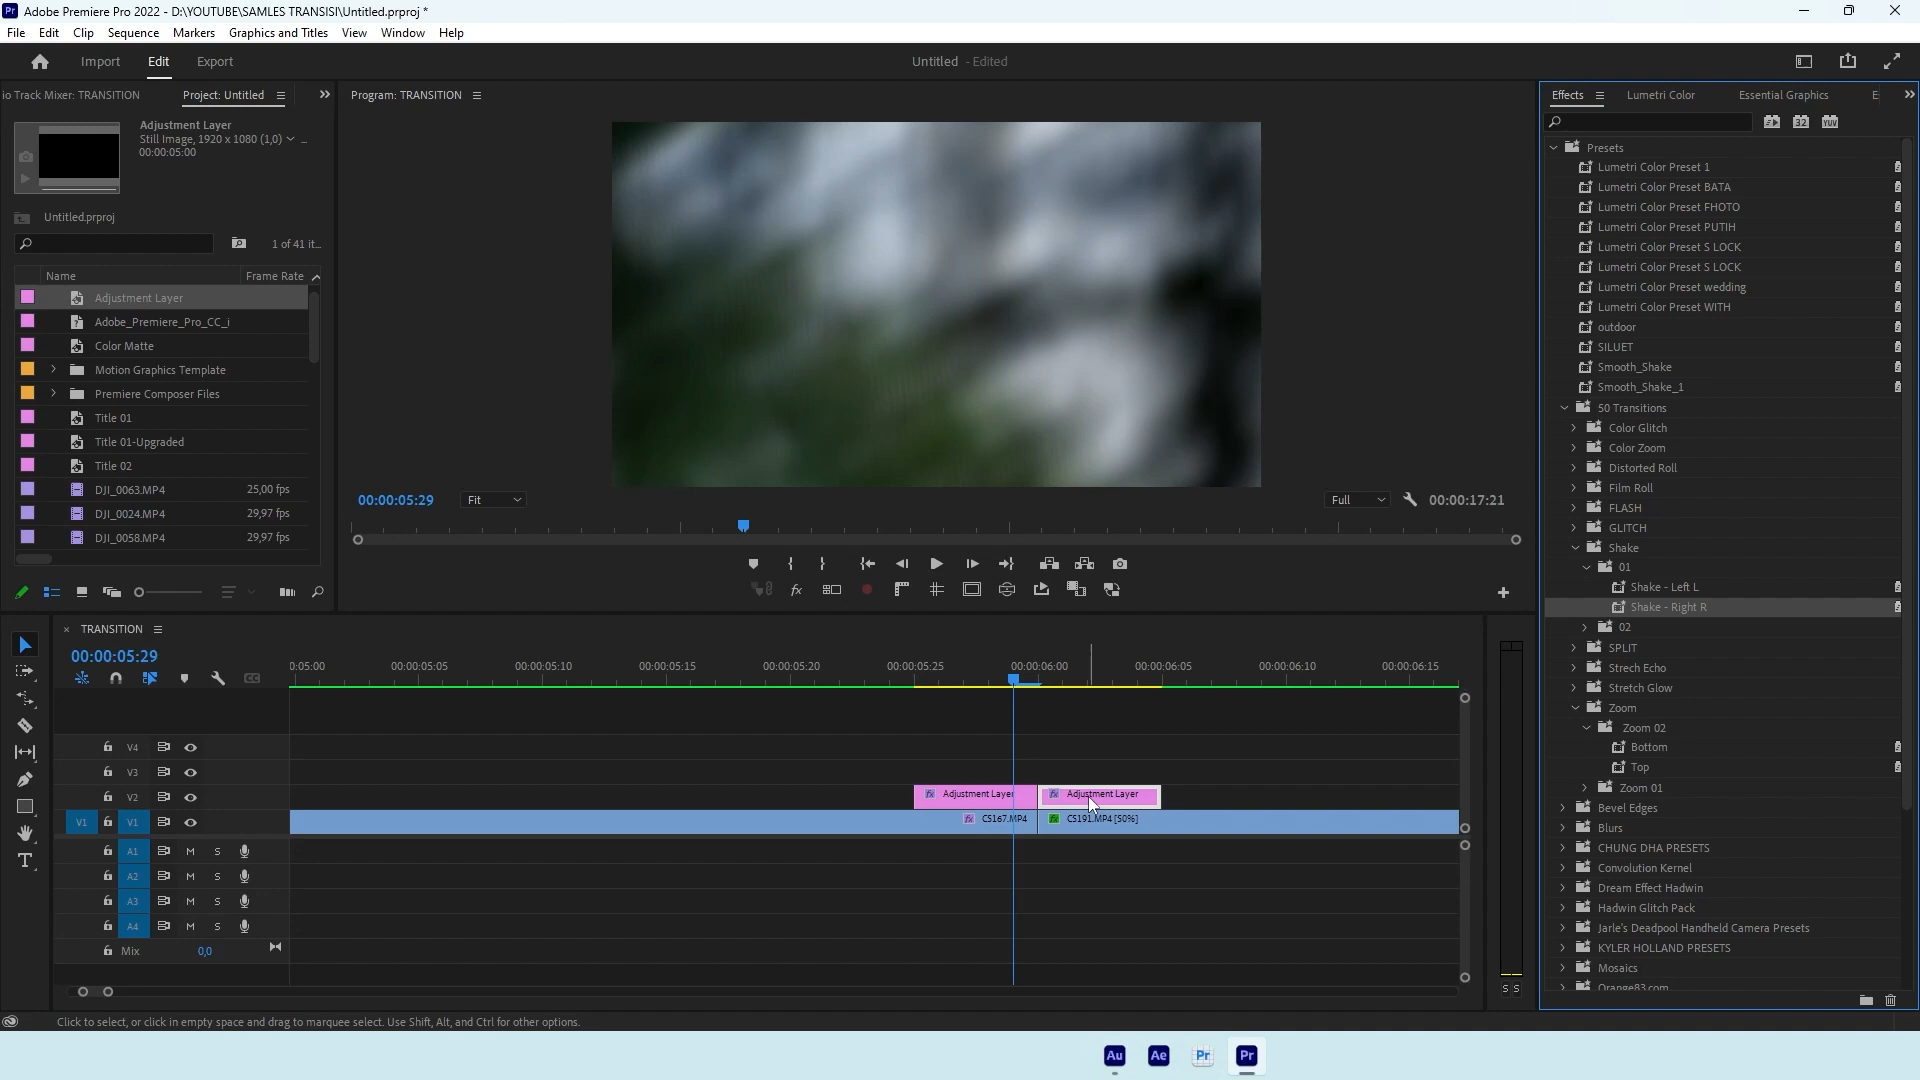 Adobe Premiere Pro 2022 - D:\YOUTUBE\SAMLES TRANSISI\Untitled.prproj *
File Edit Clip Sequence Markers Graphics and Titles View Window Help
Import Edit Export
Untitled - Edited
io Track Mixer: TRANSITION Project: Untitled
Adjustment Layer
Still Image, 1920 x 1080 (1,0)
00:00:05:00
Untitled.prproj
1 of 41 it...
Name Frame Rate
Adjustment Layer
Adobe_Premiere_Pro_CC_i
Color Matte
Motion Graphics Template
Premiere Composer Files
Title 01
Title 01-Upgraded
Title 02
DJI_0063.MP4 25,00 fps
DJI_0024.MP4 29,97 fps
DJI_0058.MP4 29,97 fps
Program: TRANSITION
00:00:05:29 Fit Full 00:00:17:21
Effects Lumetri Color Essential Graphics E
32 YUV
Presets
Lumetri Color Preset 1
Lumetri Color Preset BATA
Lumetri Color Preset FHOTO
Lumetri Color Preset PUTIH
Lumetri Color Preset S LOCK
Lumetri Color Preset S LOCK
Lumetri Color Preset wedding
Lumetri Color Preset WITH
outdoor
SILUET
Smooth_Shake
Smooth_Shake_1
50 Transitions
Color Glitch
Color Zoom
Distorted Roll
Film Roll
FLASH
GLITCH
Shake
01
Shake - Left L
Shake - Right R
02
SPLIT
Strech Echo
Stretch Glow
Zoom
Zoom 02
Bottom
Top
Zoom 01
Bevel Edges
Blurs
CHUNG DHA PRESETS
Convolution Kernel
Dream Effect Hadwin
Hadwin Glitch Pack
Jarle's Deadpool Handheld Camera Presets
KYLER HOLLAND PRESETS
Mosaics
Orange83.com
TRANSITION
00:00:05:29
0:05:00 00:00:05:05 00:00:05:10 00:00:05:15 00:00:05:20 00:00:05:25 00:00:06:00 00:00:06:05 00:00:06:10 00:00:06:15
V4
V3
V2 fx Adjustment Layer fx Adjustment Layer
V1 V1 fx CS167.MP4 fx CS191.MP4 [50%]
A1 M S
A2 M S
A3 M S
A4 M S
Mix 0,0
S S
Click to select, or click in empty space and drag to marquee select. Use Shift, Alt, and Ctrl for other options.
Au Ae Pr Pr